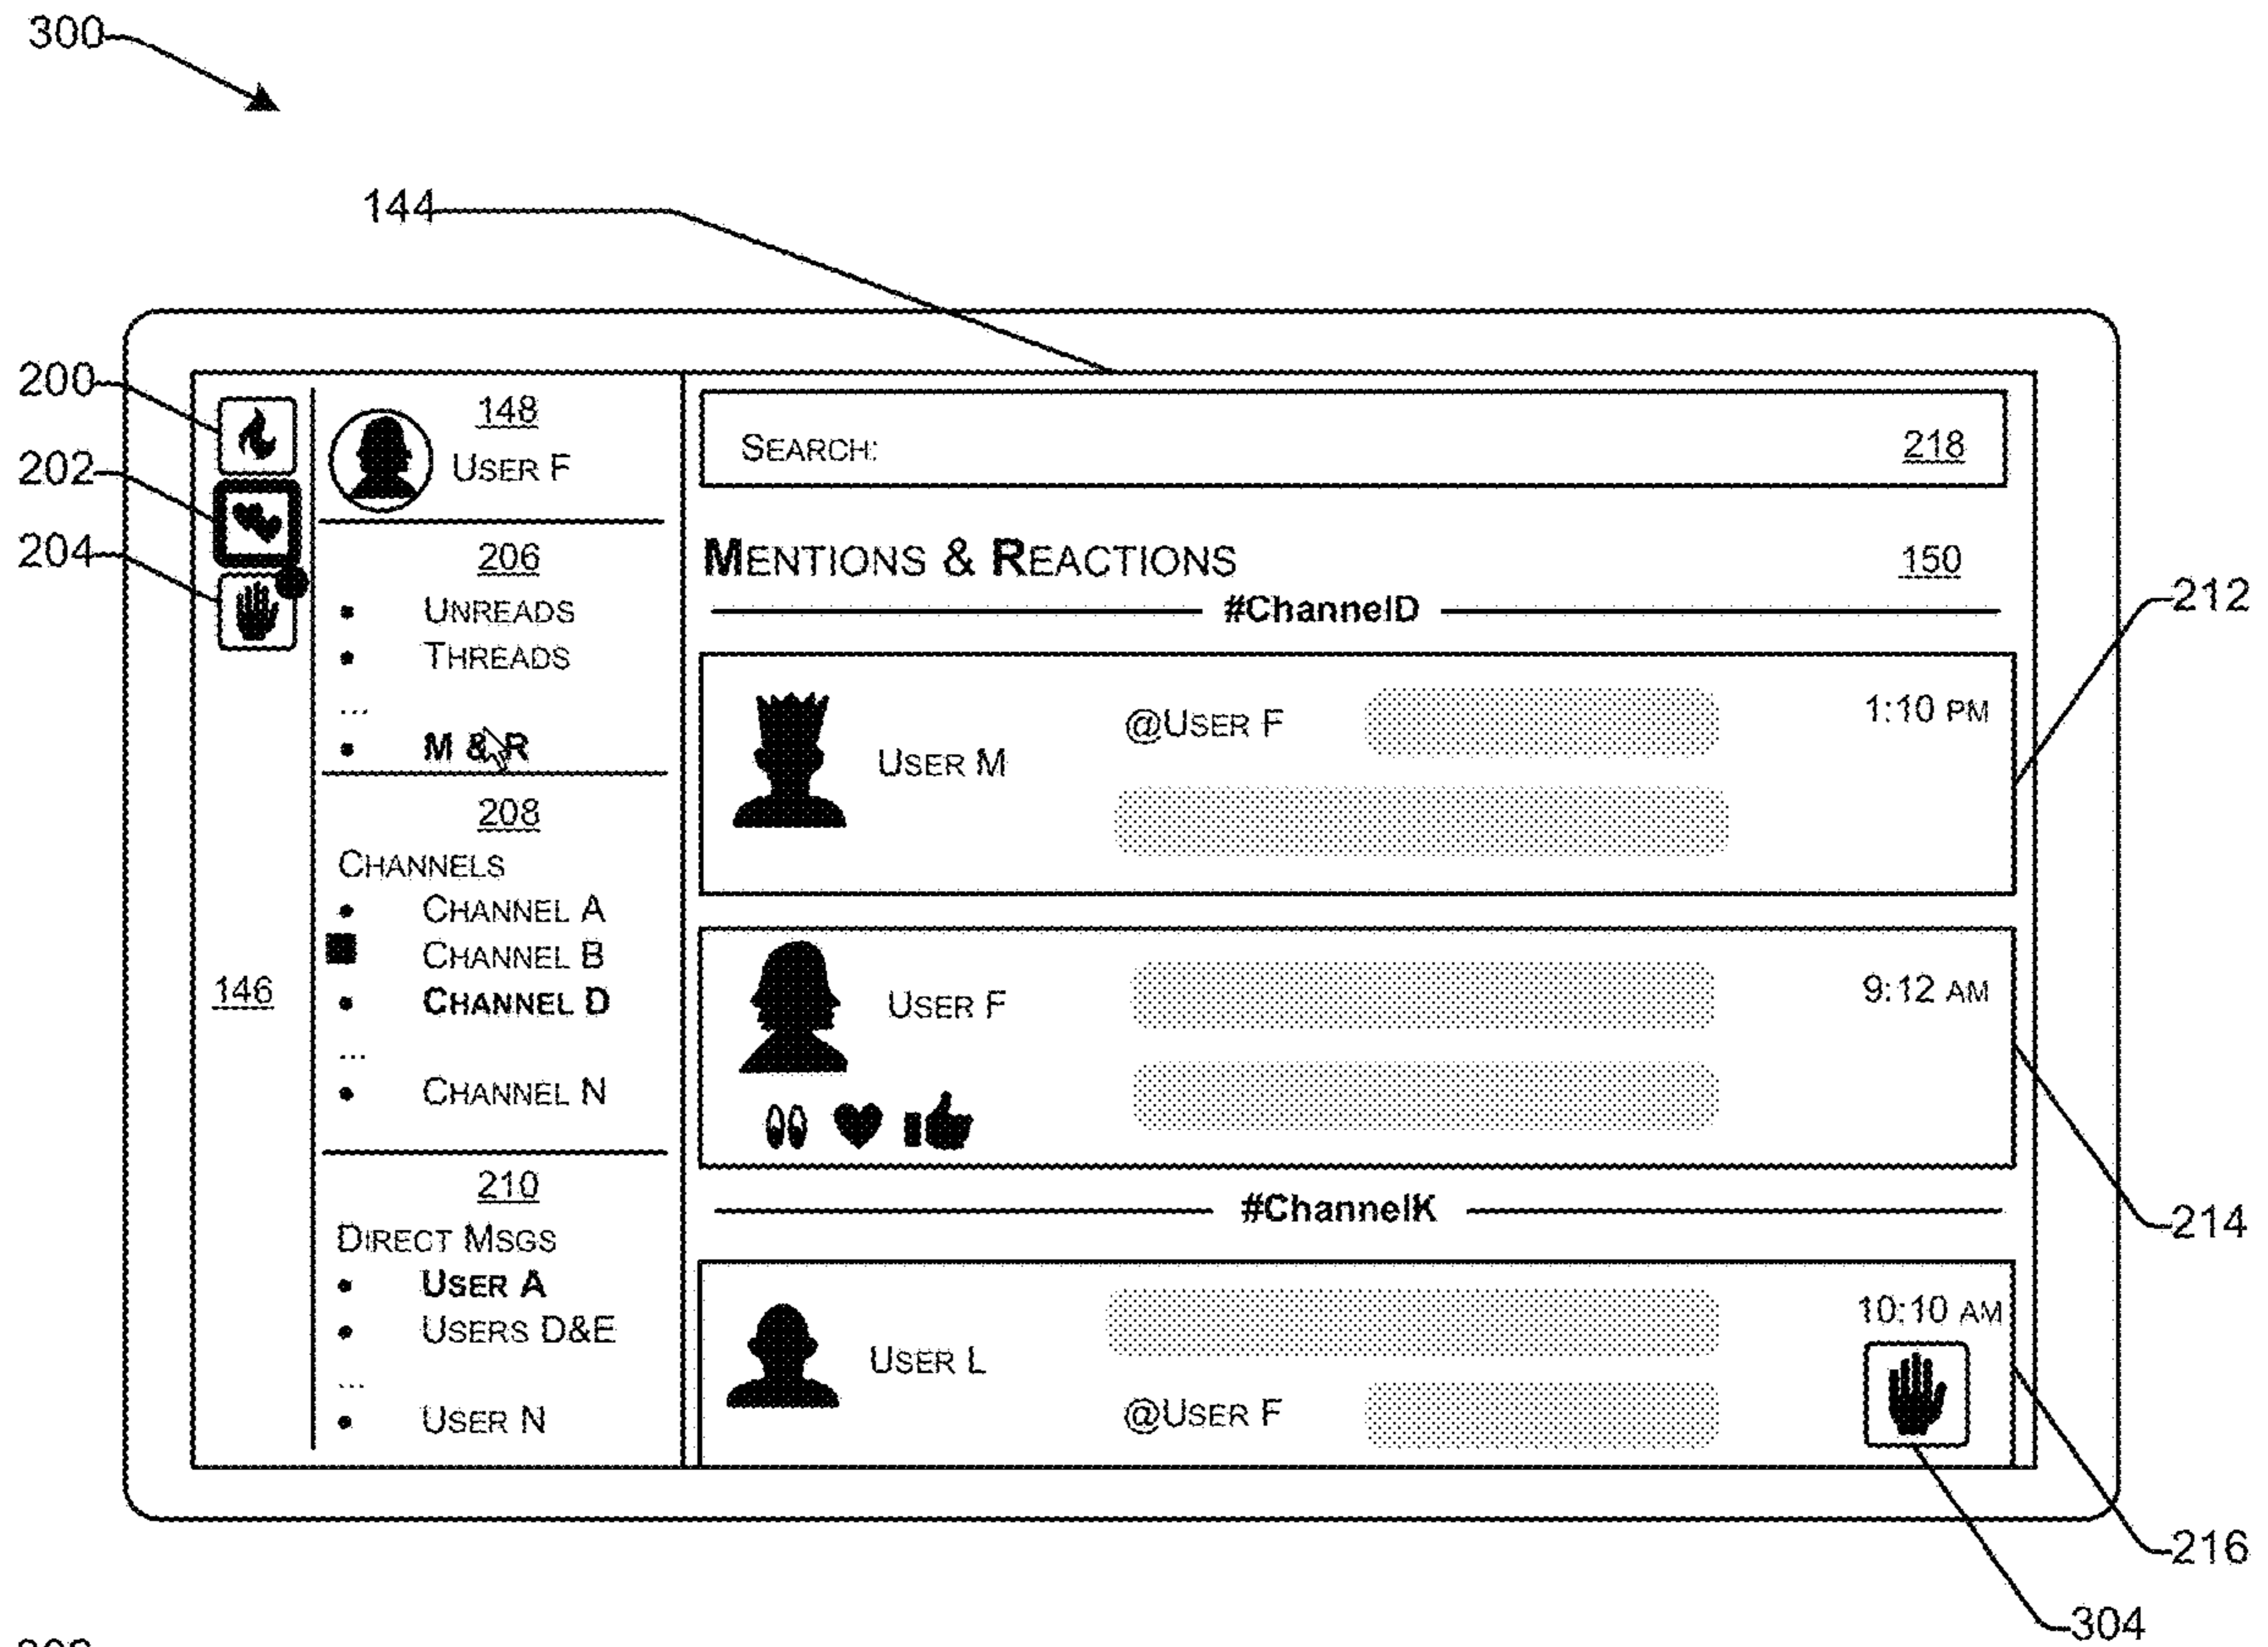 300
144
200
202
204
148
USER F
206
• UNREADS
• THREADS
...
• M & R
208
CHANNELS
• CHANNEL A
CHANNEL B
• CHANNEL D
...
• CHANNEL N
146
210
DIRECT MSGS
• USER A
• USERS D&E
...
• USER N
SEARCH:
218
MENTIONS & REACTIONS
150
#ChannelD
212
USER M
@USER F
1:10 PM
USER F
9:12 AM
214
#ChannelK
USER L
@USER F
10:10 AM
216
304